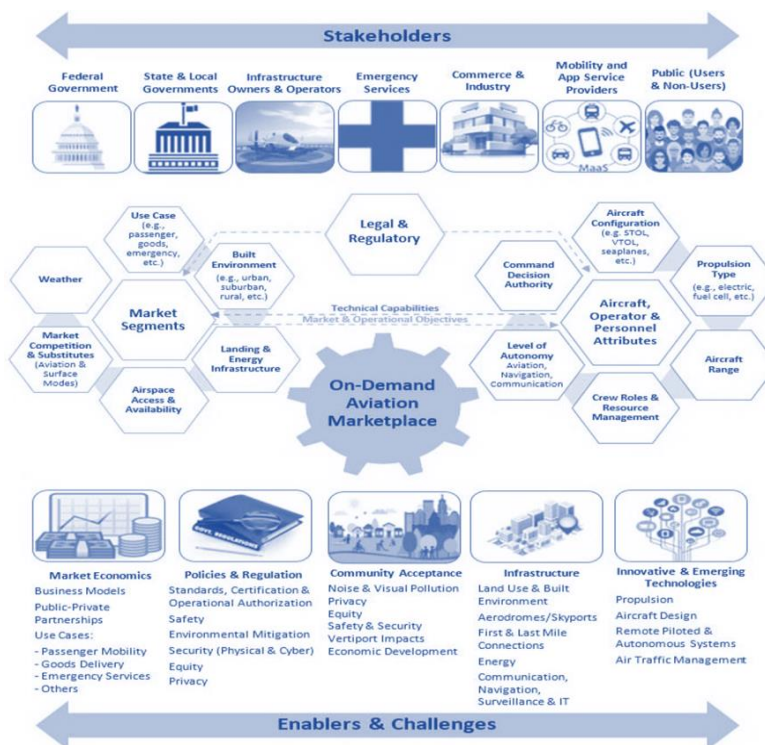 Stakeholders
Federal
Government
State & Local
Governments
Infrastructure
Owners & Operators
Emergency
Services
Commerce &
Industry
Mobility and
App Service
Providers
Public (Users
& Non-Users)
MaaS
Use Case
(e.g.,
passenger,
goods,
emergency,
etc.)
Weather
Built
Environment
(e.g., urban,
suburban,
rural, etc.)
Market
Segments
Market
Competition
& Substitutes
(Aviation &
Surface
Modes)
Landing &
Energy
Infrastructure
Airspace
Access &
Availability
Legal &
Regulatory
Technical Capabilities
Market & Operational Objectives
On-Demand
Aviation
Marketplace
Aircraft
Configuration
(e.g. STOL,
VTOL,
seaplanes,
etc.)
Command
Decision
Authority
Propulsion
Type
(e.g., electric,
fuel cell, etc.)
Aircraft,
Operator &
Personnel
Attributes
Level of
Autonomy
Aviation,
Navigation,
Communication
Aircraft
Range
Crew Roles &
Resource
Management
GOVT. REGULATIONS
Market Economics
Business Models
Public-Private
Partnerships
Use Cases:
- Passenger Mobility
- Goods Delivery
- Emergency Services
- Others
Policies & Regulation
Standards, Certification &
Operational Authorization
Safety
Environmental Mitigation
Security (Physical & Cyber)
Equity
Privacy
Community Acceptance
Noise & Visual Pollution
Privacy
Equity
Safety & Security
Vertiport Impacts
Economic Development
Infrastructure
Land Use & Built
Environment
Aerodromes/Skyports
First & Last Mile
Connections
Energy
Communication,
Navigation,
Surveillance & IT
Innovative & Emerging
Technologies
Propulsion
Aircraft Design
Remote Piloted &
Autonomous Systems
Air Traffic Management
Enablers & Challenges